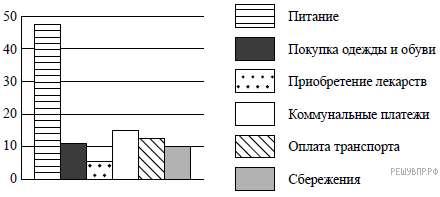 50
40
30
20
10
0
Питание
Покупка одежды и обуви
Приобретение лекарств
Коммунальные платежи
Оплата транспорта
Сбережения
РЕШУВПР.РФ